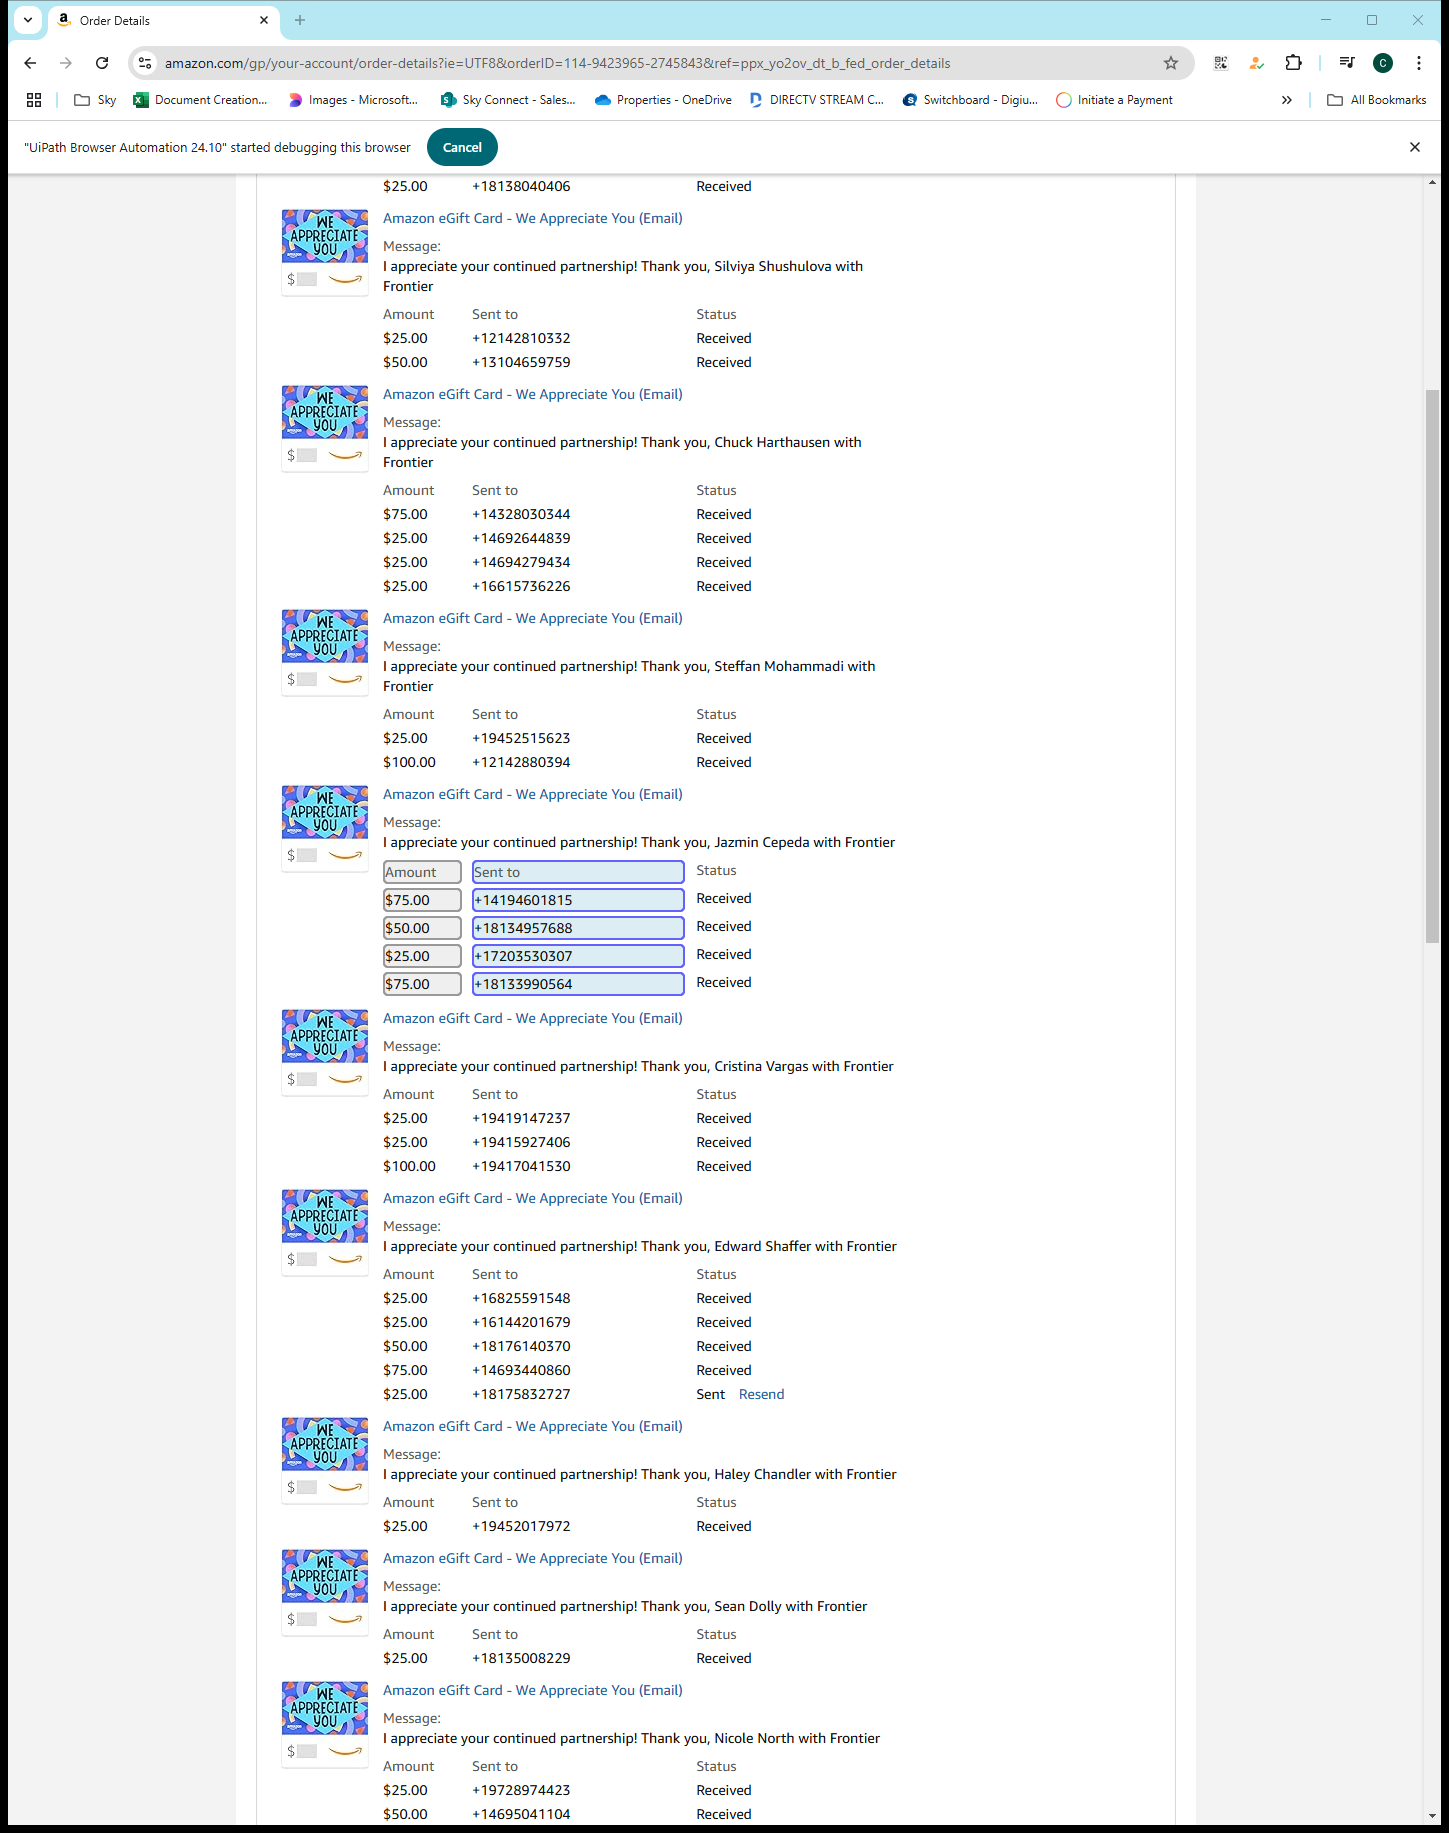 Order Details
amazon.com/gp/your-account/order-details?ie=UTF8&orderID=114-9423965-2745843&ref=ppx_yo2ov_dt_b_fed_order_details
Sky Document Creation... Images - Microsoft... Sky Connect - Sales... Properties - OneDrive DIRECTV STREAM C... Switchboard - Digiu... Initiate a Payment » All Bookmarks
"UiPath Browser Automation 24.10" started debugging this browser Cancel
$25.00 +18138040406 Received
WE APPRECIATE YOU
$
Amazon eGift Card - We Appreciate You (Email)
Message:
I appreciate your continued partnership! Thank you, Silviya Shushulova with
Frontier
Amount Sent to Status
$25.00 +12142810332 Received
$50.00 +13104659759 Received
WE APPRECIATE YOU
$
Amazon eGift Card - We Appreciate You (Email)
Message:
I appreciate your continued partnership! Thank you, Chuck Harthausen with
Frontier
Amount Sent to Status
$75.00 +14328030344 Received
$25.00 +14692644839 Received
$25.00 +14694279434 Received
$25.00 +16615736226 Received
WE APPRECIATE YOU
$
Amazon eGift Card - We Appreciate You (Email)
Message:
I appreciate your continued partnership! Thank you, Steffan Mohammadi with
Frontier
Amount Sent to Status
$25.00 +19452515623 Received
$100.00 +12142880394 Received
WE APPRECIATE YOU
$
Amazon eGift Card - We Appreciate You (Email)
Message:
I appreciate your continued partnership! Thank you, Jazmin Cepeda with Frontier
Amount Sent to Status
$75.00 +14194601815 Received
$50.00 +18134957688 Received
$25.00 +17203530307 Received
$75.00 +18133990564 Received
WE APPRECIATE YOU
$
Amazon eGift Card - We Appreciate You (Email)
Message:
I appreciate your continued partnership! Thank you, Cristina Vargas with Frontier
Amount Sent to Status
$25.00 +19419147237 Received
$25.00 +19415927406 Received
$100.00 +19417041530 Received
WE APPRECIATE YOU
$
Amazon eGift Card - We Appreciate You (Email)
Message:
I appreciate your continued partnership! Thank you, Edward Shaffer with Frontier
Amount Sent to Status
$25.00 +16825591548 Received
$25.00 +16144201679 Received
$50.00 +18176140370 Received
$75.00 +14693440860 Received
$25.00 +18175832727 Sent Resend
WE APPRECIATE YOU
$
Amazon eGift Card - We Appreciate You (Email)
Message:
I appreciate your continued partnership! Thank you, Haley Chandler with Frontier
Amount Sent to Status
$25.00 +19452017972 Received
WE APPRECIATE YOU
$
Amazon eGift Card - We Appreciate You (Email)
Message:
I appreciate your continued partnership! Thank you, Sean Dolly with Frontier
Amount Sent to Status
$25.00 +18135008229 Received
WE APPRECIATE YOU
$
Amazon eGift Card - We Appreciate You (Email)
Message:
I appreciate your continued partnership! Thank you, Nicole North with Frontier
Amount Sent to Status
$25.00 +19728974423 Received
$50.00 +14695041104 Received